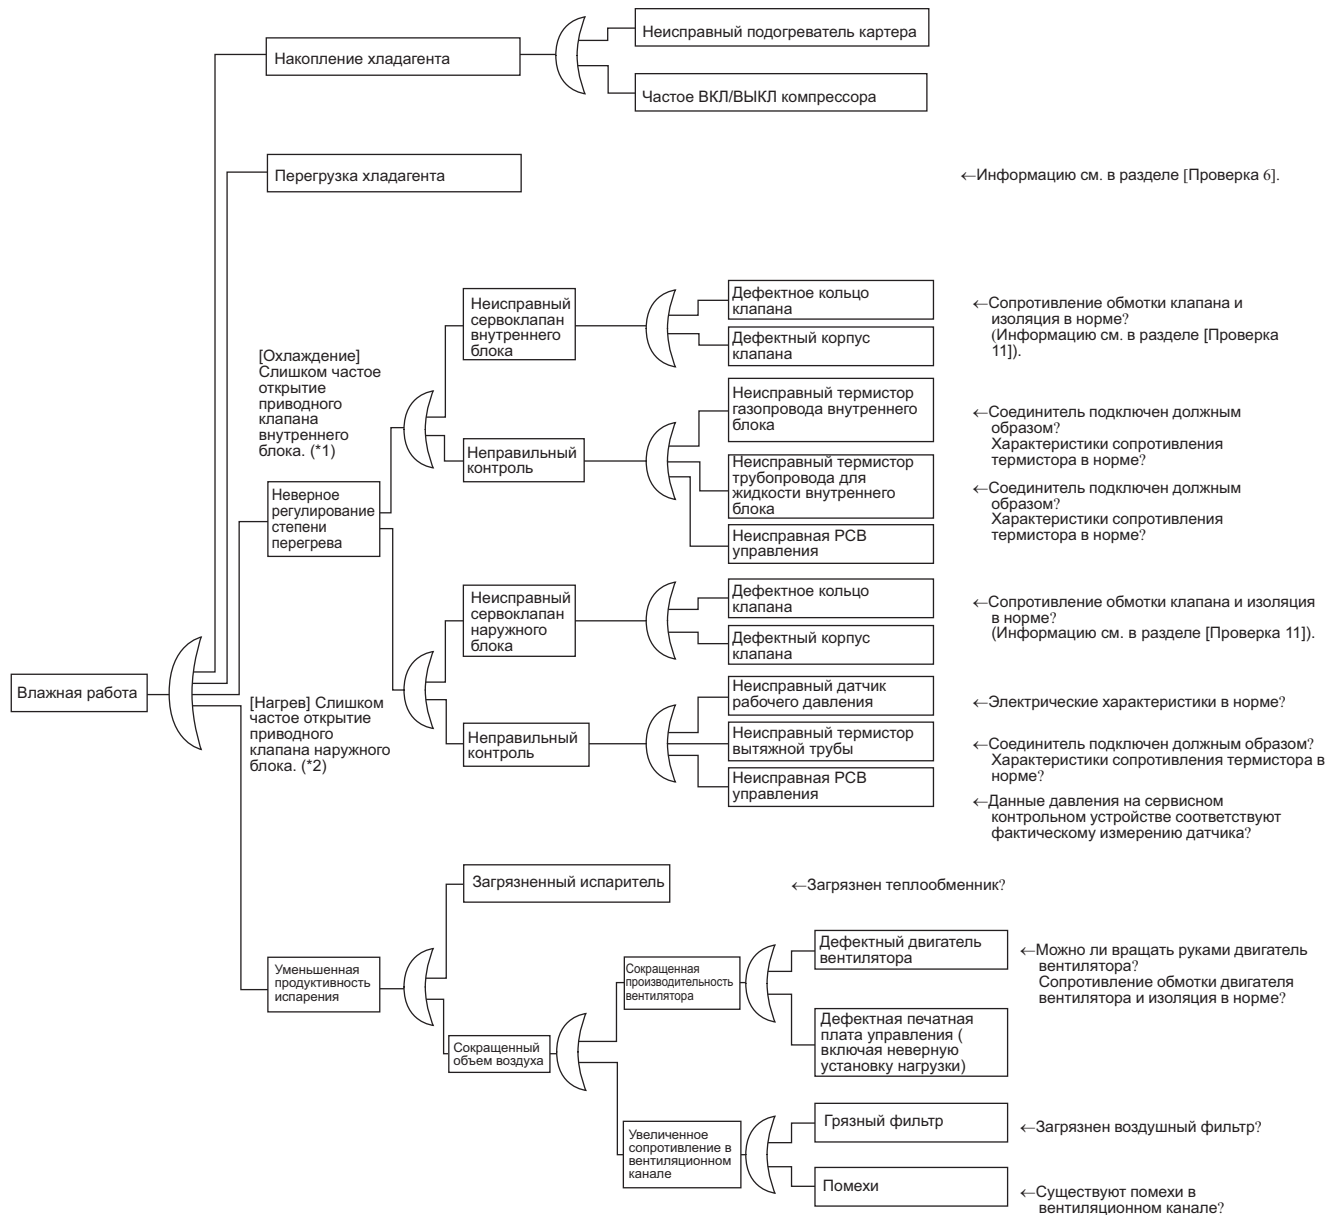 Накопление хладагента
Неисправный подогреватель картера
Частое ВКЛ/ВЫКЛ компрессора
Перегрузка хладагента
←Информацию см. в разделе [Проверка 6].
[Охлаждение]
Слишком частое
открытие
приводного
клапана
внутреннего
блока. (*1)
Неисправный
сервоклапан
внутреннего
блока
Дефектное кольцо
клапана
Дефектный корпус
клапана
←Сопротивление обмотки клапана и
изоляция в норме?
(Информацию см. в разделе [Проверка
11]).
Неправильный
контроль
Неисправный термистор
газопровода внутреннего
блока
←Соединитель подключен должным
образом?
Характеристики сопротивления
термистора в норме?
Неисправный термистор
трубопровода для
жидкости внутреннего
блока
←Соединитель подключен должным
образом?
Характеристики сопротивления
термистора в норме?
Неисправная PCB
управления
Неверное
регулирование
степени
перегрева
Неисправный
сервоклапан
наружного
блока
Дефектное кольцо
клапана
Дефектный корпус
клапана
←Сопротивление обмотки клапана и изоляция
в норме?
(Информацию см. в разделе [Проверка 11]).
Влажная работа
[Нагрев] Слишком
частое открытие
приводного
клапана наружного
блока. (*2)
Неправильный
контроль
Неисправный датчик
рабочего давления
←Электрические характеристики в норме?
Неисправный термистор
вытяжной трубы
←Соединитель подключен должным образом?
Характеристики сопротивления термистора в
норме?
Неисправная PCB
управления
←Данные давления на сервисном
контрольном устройстве соответствуют
фактическому измерению датчика?
Загрязненный испаритель
←Загрязнен теплообменник?
Уменьшенная
продуктивность
испарения
Сокращенный
объем воздуха
Сокращенная
производительность
вентилятора
Дефектный двигатель
вентилятора
←Можно ли вращать руками двигатель
вентилятора?
Сопротивление обмотки двигателя
вентилятора и изоляция в норме?
Дефектная печатная
плата управления (
включая неверную
установку нагрузки)
Увеличенное
сопротивление в
вентиляционном
канале
Грязный фильтр
←Загрязнен воздушный фильтр?
Помехи
←Существуют помехи в
вентиляционном канале?